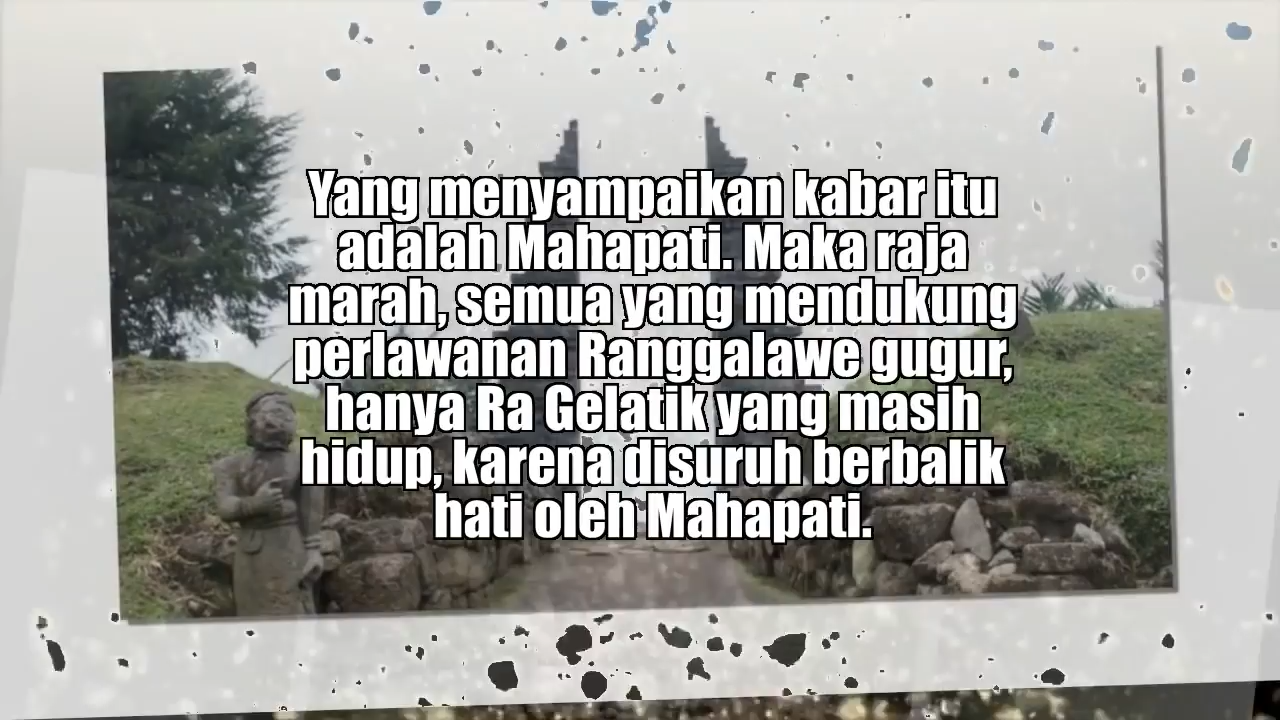 Yang menyampaikan kabar itu
adalah Mahapati. Maka raja
marah, semua yang mendukung
perlawanan Ranggalawe gugur,
hanya Ra Gelatik yang masih
hidup, karena disuruh berbalik
hati oleh Mahapati.